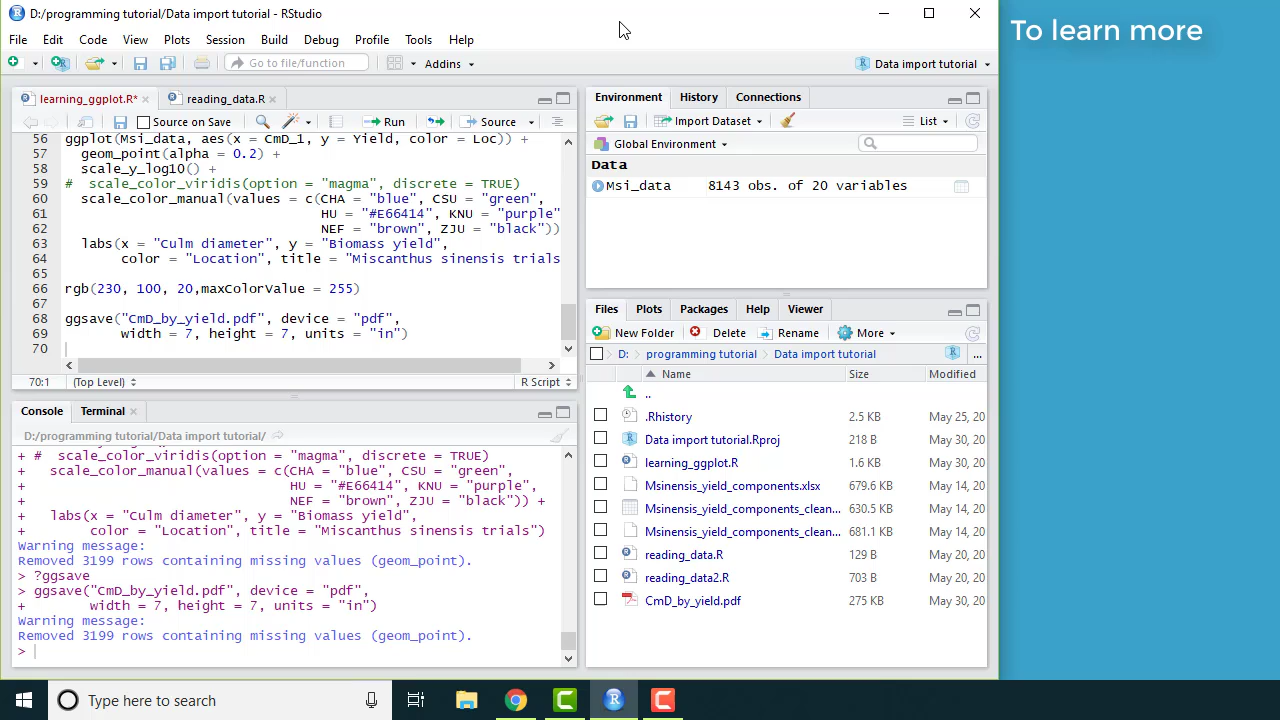 D:/programming tutorial/Data import tutorial - RStudio
To learn more
File Edit Code View Plots Session Build Debug Profile Tools Help
Go to file/function
Addins
Data import tutorial
learning_ggplot.R*
reading_data.R
Source on Save
Run
Source
56 ggplot(Msi_data, aes(x = CmD_1, y = Yield, color = Loc)) +
57 geom_point(alpha = 0.2) +
58 scale_y_log10() +
59 # scale_color_viridis(option = "magma", discrete = TRUE)
60 scale_color_manual(values = c(CHA = "blue", CSU = "green",
61 HU = "#E66414", KNU = "purple"
62 NEF = "brown", ZJU = "black"))
63 labs(x = "Culm diameter", y = "Biomass yield",
64 color = "Location", title = "Miscanthus sinensis trials
65
66 rgb(230, 100, 20,maxColorValue = 255)
67
68 ggsave("CmD_by_yield.pdf", device = "pdf",
69 width = 7, height = 7, units = "in")
70
70:1 (Top Level) R Script
Console Terminal
D:/programming tutorial/Data import tutorial/
+ # scale_color_viridis(option = "magma", discrete = TRUE)
+ scale_color_manual(values = c(CHA = "blue", CSU = "green",
+ HU = "#E66414", KNU = "purple",
+ NEF = "brown", ZJU = "black")) +
+ labs(x = "Culm diameter", y = "Biomass yield",
+ color = "Location", title = "Miscanthus sinensis trials")
Warning message:
Removed 3199 rows containing missing values (geom_point).
> ?ggsave
> ggsave("CmD_by_yield.pdf", device = "pdf",
+ width = 7, height = 7, units = "in")
Warning message:
Removed 3199 rows containing missing values (geom_point).
>
Environment History Connections
Import Dataset
List
Global Environment
Data
Msi_data 8143 obs. of 20 variables
Files Plots Packages Help Viewer
New Folder Delete Rename More
D: programming tutorial Data import tutorial ...
Name Size Modified
..
.Rhistory 2.5 KB May 25, 20
Data import tutorial.Rproj 218 B May 30, 20
learning_ggplot.R 1.6 KB May 30, 20
Msinensis_yield_components.xlsx 679.6 KB May 14, 20
Msinensis_yield_components_clean... 630.5 KB May 14, 20
Msinensis_yield_components_clean... 681.1 KB May 14, 20
reading_data.R 129 B May 20, 20
reading_data2.R 703 B May 20, 20
CmD_by_yield.pdf 275 KB May 30, 20
Type here to search